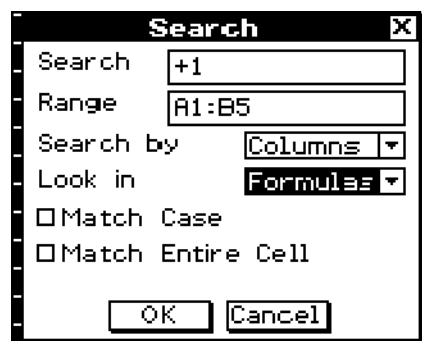 Search X
Search +1
Range A1:B5
Search by Columns
Look in Formulas
Match Case
Match Entire Cell
OK Cancel